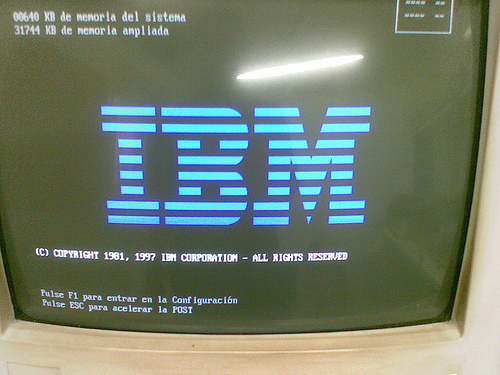 00640 KB de memoria del sistema
31744 KB de memoria ampliada
IBM
(C) COPYRIGHT 1981, 1997 IBM CORPORATION - ALL RIGHTS RESERVED
Pulse F1 para entrar en la Configuración
Pulse ESC para acelerar la POST